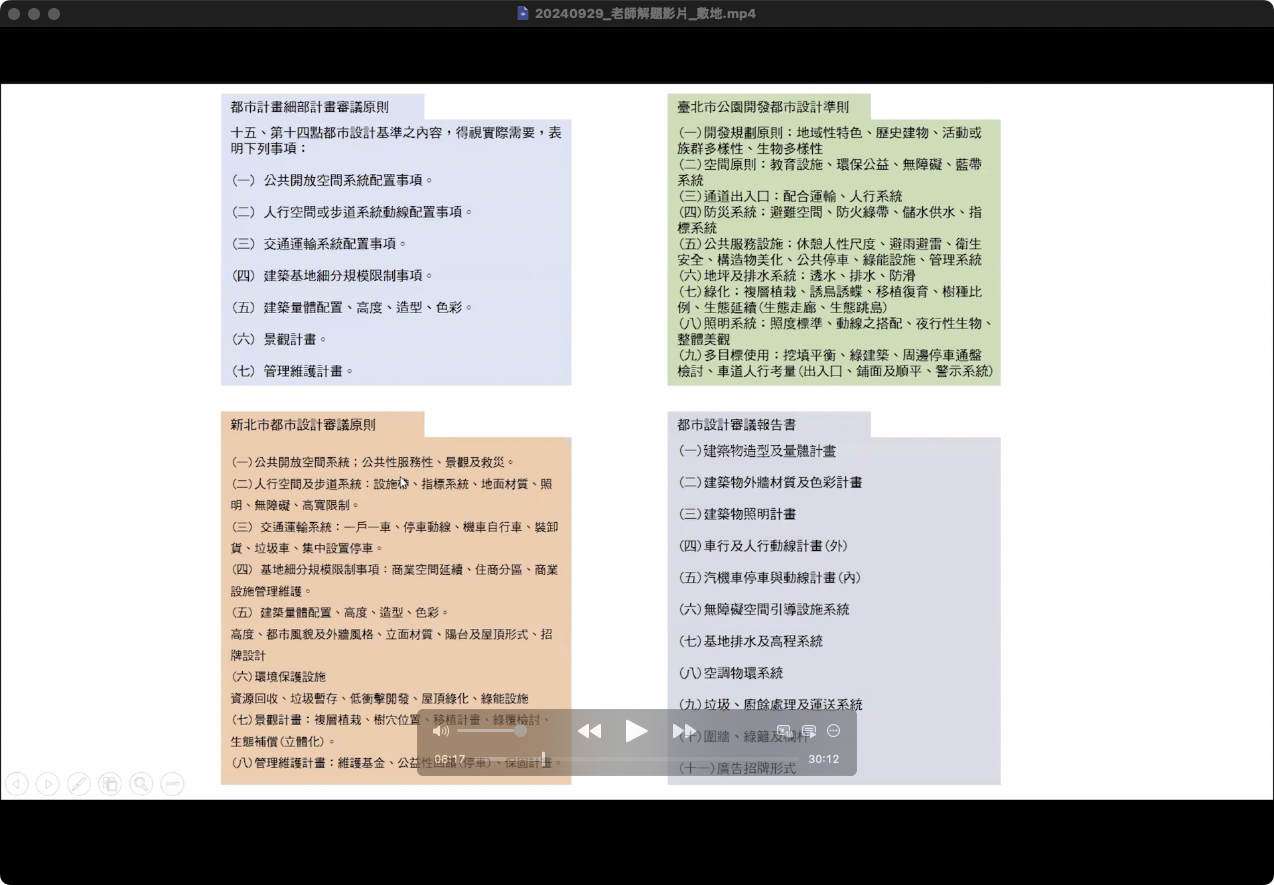 20240929_老師解題影片_敷地.mp4
都市計畫細部計畫審議原則
十五、第十四點都市設計基準之內容，得視實際需要，表
明下列事項：
（一） 公共開放空間系統配置事項。
（二） 人行空間或步道系統動線配置事項。
（三） 交通運輸系統配置事項。
（四） 建築基地細分規模限制事項。
（五） 建築量體配置、高度、造型、色彩。
（六） 景觀計畫。
（七） 管理維護計畫。
臺北市公園開發都市設計準則
(一)開發規劃原則：地域性特色、歷史建物、活動或
族群多樣性、生物多樣性
(二)空間原則：教育設施、環保公益、無障礙、藍帶
系統
(三)通道出入口：配合運輸、人行系統
(四)防災系統：避難空間、防火綠帶、儲水供水、指
標系統
(五)公共服務設施：休憩人性尺度、避雨避雷、衛生
安全、構造物美化、公共停車、綠能設施、管理系統
(六)地坪及排水系統：透水、排水、防滑
(七)綠化：複層植栽、誘鳥誘蝶、移植復育、樹種比
例、生態延續(生態走廊、生態跳島)
(八)照明系統：照度標準、動線之搭配、夜行性生物、
整體美觀
(九)多目標使用：挖填平衡、綠建築、周邊停車通盤
檢討、車道人行考量(出入口、鋪面及順平、警示系統)
新北市都市設計審議原則
(一)公共開放空間系統；公共性服務性、景觀及救災。
(二)人行空間及步道系統：設施帶、指標系統、地面材質、照
明、無障礙、高寬限制。
(三) 交通運輸系統：一戶一車、停車動線、機車自行車、裝卸
貨、垃圾車、集中設置停車。
(四) 基地細分規模限制事項：商業空間延續、住商分區、商業
設施管理維護。
(五) 建築量體配置、高度、造型、色彩。
高度、都市風貌及外牆風格、立面材質、陽台及屋頂形式、招
牌設計
(六)環境保護設施
資源回收、垃圾暫存、低衝擊開發、屋頂綠化、綠能設施
(七)景觀計畫：複層植栽、樹穴位置、移植計畫、綠覆檢討、
生態補償(立體化)。
(八)管理維護計畫：維護基金、公益性回饋(停車)、保固計畫。
都市設計審議報告書
(一)建築物造型及量體計畫
(二)建築物外牆材質及色彩計畫
(三)建築物照明計畫
(四)車行及人行動線計畫(外)
(五)汽機車停車與動線計畫(內)
(六)無障礙空間引導設施系統
(七)基地排水及高程系統
(八)空調物環系統
(九)垃圾、廚餘處理及運送系統
(十)圍牆、綠籬及欄杆
(十一)廣告招牌形式
06:17
30:12